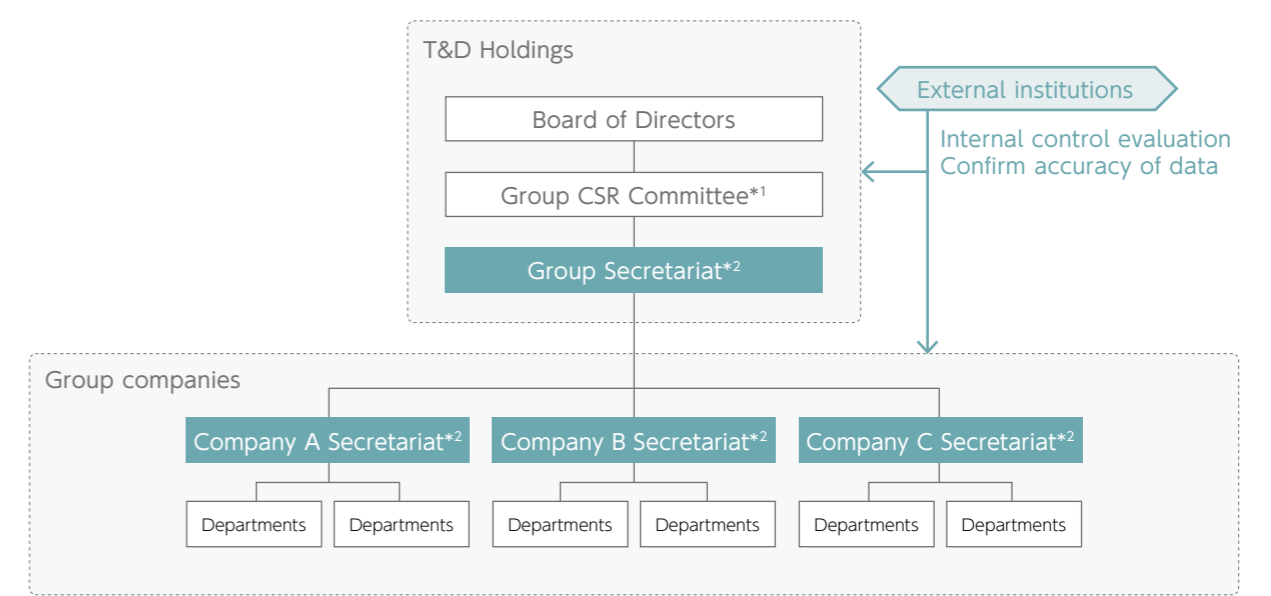 T&D Holdings
Board of Directors
Group CSR Committee*1
Group Secretariat*2
External institutions
Internal control evaluation
Confirm accuracy of data
Group companies
Company A Secretariat*2
Company B Secretariat*2
Company C Secretariat*2
Departments
Departments
Departments
Departments
Departments
Departments